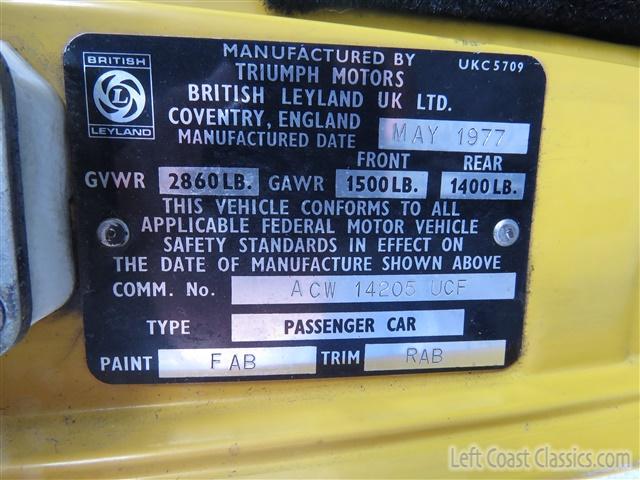 BRITISH
LEYLAND
MANUFACTURED BY
UKC5709
TRIUMPH MOTORS
BRITISH LEYLAND UK LTD.
COVENTRY, ENGLAND
MANUFACTURED DATE MAY 1977
FRONT REAR
GVWR 2860LB. GAWR 1500LB. 1400LB.
THIS VEHICLE CONFORMS TO ALL
APPLICABLE FEDERAL MOTOR VEHICLE
SAFETY STANDARDS IN EFFECT ON
THE DATE OF MANUFACTURE SHOWN ABOVE
COMM. No. ACW 14205 UCF
TYPE PASSENGER CAR
PAINT FAB TRIM RAB
Left Coast Classics.com